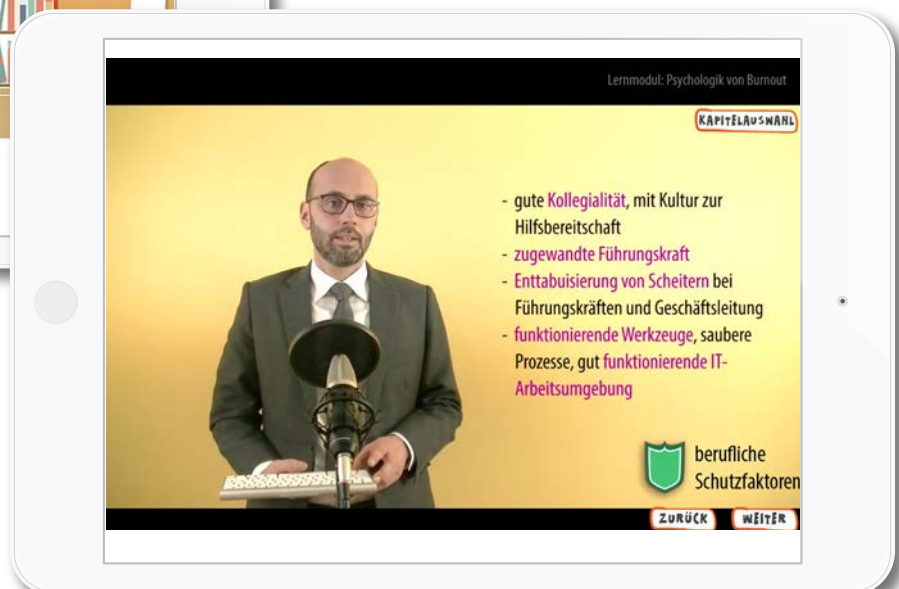 Lernmodul: Psychologik von Burnout
KAPITELAUSWAHL
- gute Kollegialität, mit Kultur zur
Hilfsbereitschaft
- zugewandte Führungskraft
- Enttabuisierung von Scheitern bei
Führungskräften und Geschäftsleitung
- funktionierende Werkzeuge, saubere
Prozesse, gut funktionierende IT-
Arbeitsumgebung
berufliche
Schutzfaktoren
ZURÜCK WEITER